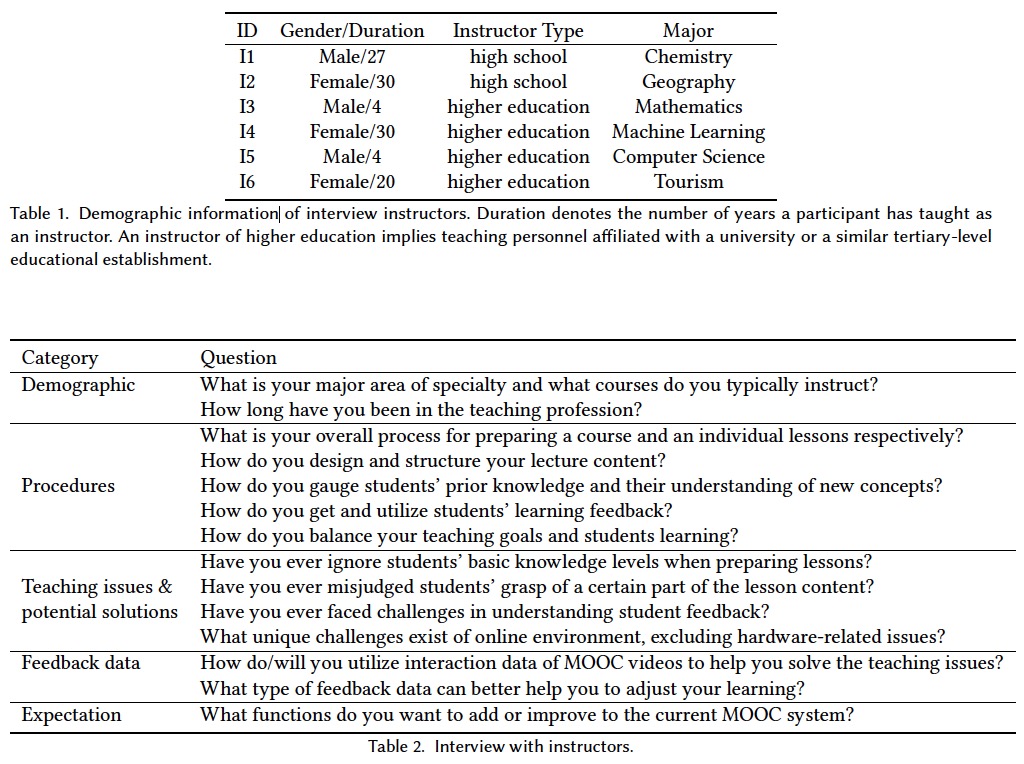 ID Gender/Duration Instructor Type Major
I1 Male/27 high school Chemistry
I2 Female/30 high school Geography
I3 Male/4 higher education Mathematics
I4 Female/30 higher education Machine Learning
I5 Male/4 higher education Computer Science
I6 Female/20 higher education Tourism
Table 1. Demographic information of interview instructors. Duration denotes the number of years a participant has taught as
an instructor. An instructor of higher education implies teaching personnel affiliated with a university or a similar tertiary-level
educational establishment.
Category Question
Demographic What is your major area of specialty and what courses do you typically instruct?
How long have you been in the teaching profession?
What is your overall process for preparing a course and an individual lessons respectively?
How do you design and structure your lecture content?
Procedures How do you gauge students' prior knowledge and their understanding of new concepts?
How do you get and utilize students' learning feedback?
How do you balance your teaching goals and students learning?
Have you ever ignore students' basic knowledge levels when preparing lessons?
Teaching issues & Have you ever misjudged students' grasp of a certain part of the lesson content?
potential solutions Have you ever faced challenges in understanding student feedback?
What unique challenges exist of online environment, excluding hardware-related issues?
Feedback data How do/will you utilize interaction data of MOOC videos to help you solve the teaching issues?
What type of feedback data can better help you to adjust your learning?
Expectation What functions do you want to add or improve to the current MOOC system?
Table 2. Interview with instructors.